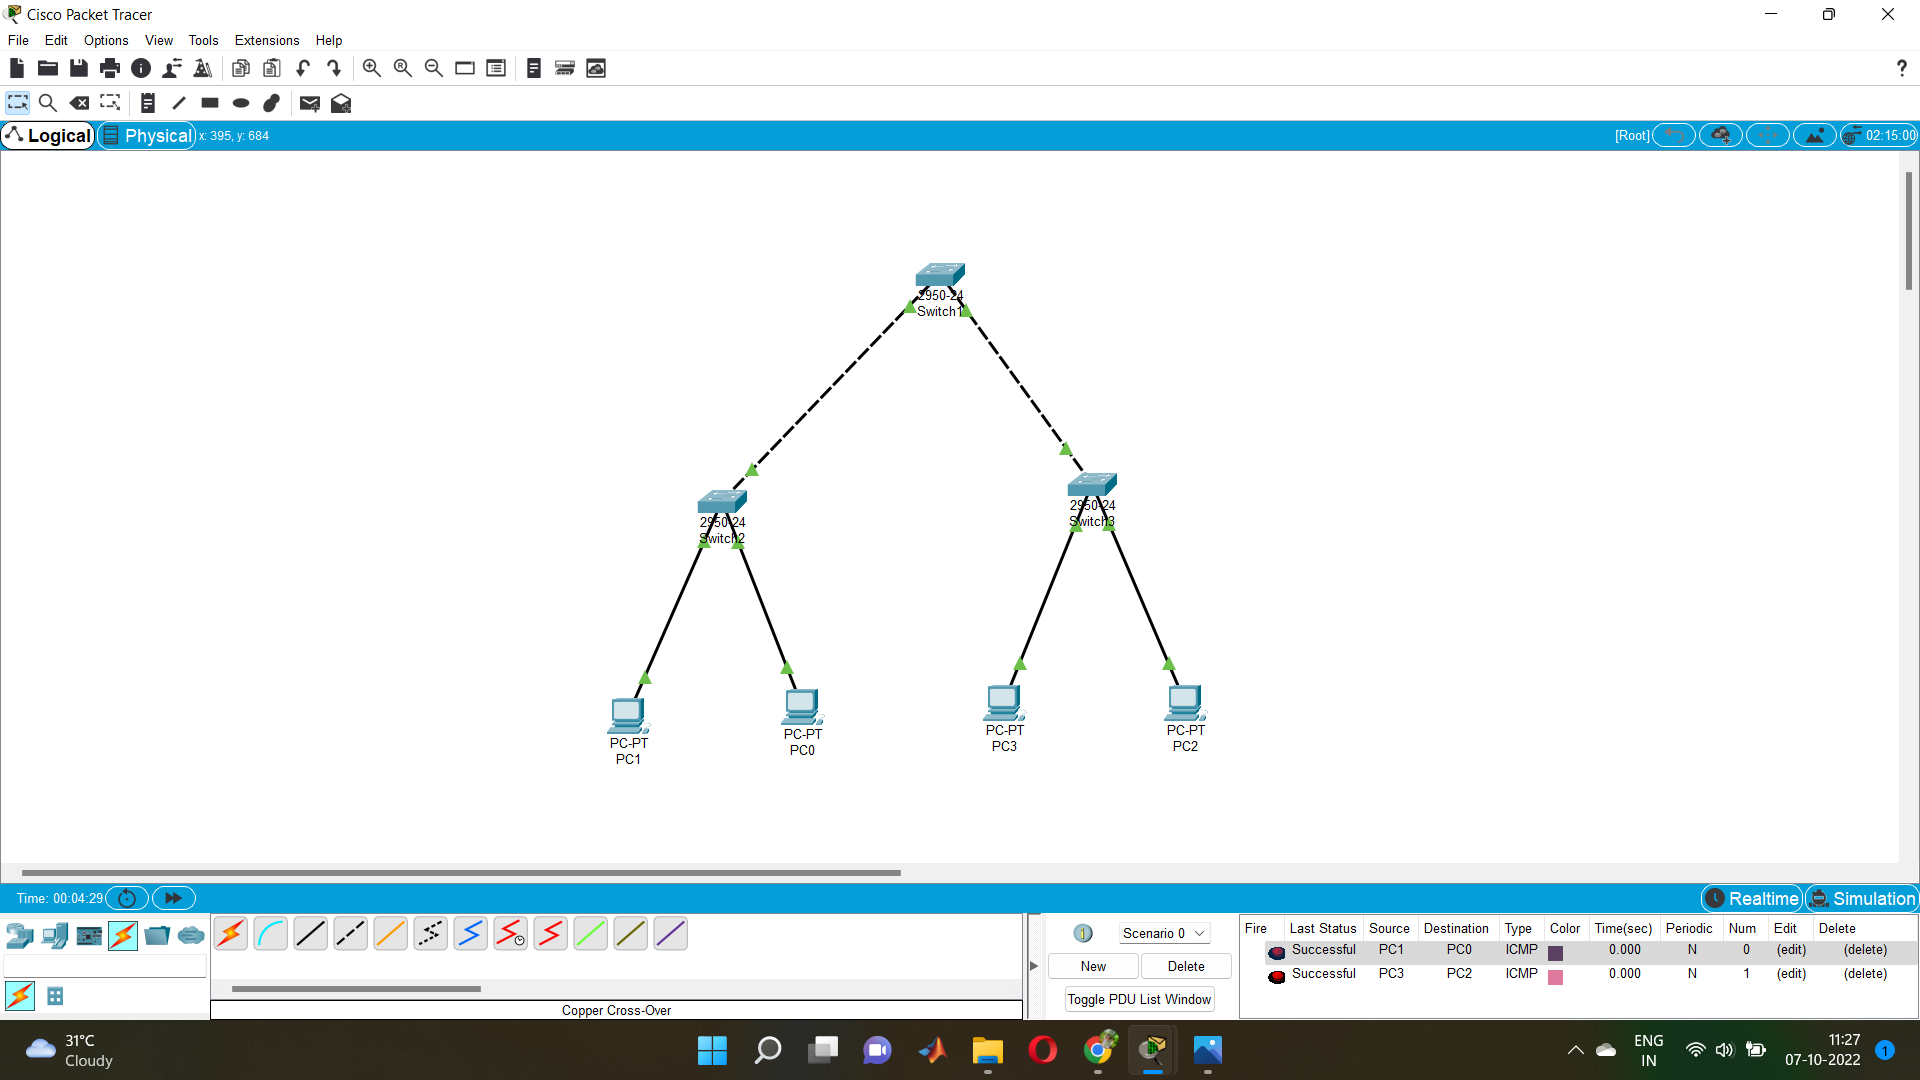 Cisco Packet Tracer
File Edit Options View Tools Extensions Help
?
Logical Physical x: 395, y: 684 [Root] 02:15:00
2950-24
Switch1
2950-24
Switch2
2950-24
Switch3
PC-PT
PC1
PC-PT
PC0
PC-PT
PC3
PC-PT
PC2
Time: 00:04:29 Realtime Simulation
Scenario 0
New Delete
Toggle PDU List Window
Fire Last Status Source Destination Type Color Time(sec) Periodic Num Edit Delete
Successful PC1 PC0 ICMP 0.000 N 0 (edit) (delete)
Successful PC3 PC2 ICMP 0.000 N 1 (edit) (delete)
Copper Cross-Over
31°C
Cloudy
ENG
IN
11:27
07-10-2022
1